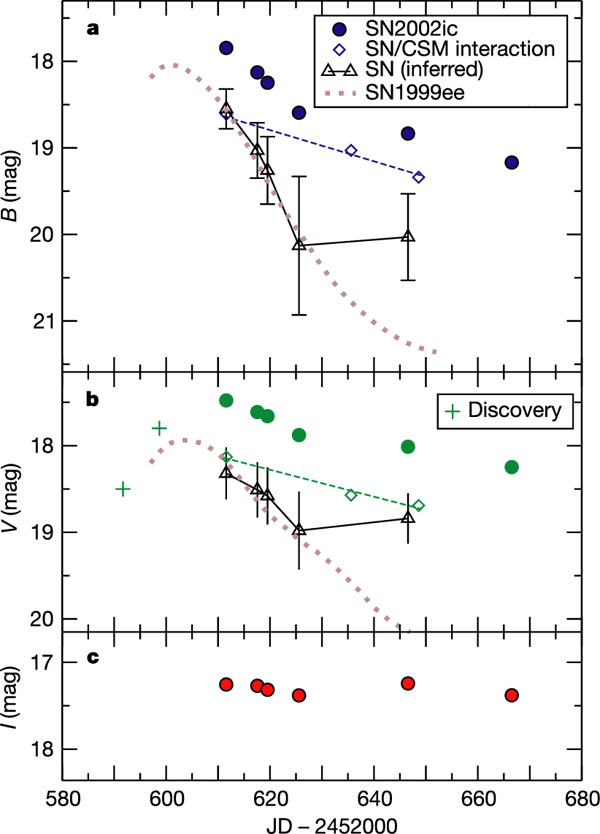 a
SN2002ic
SN/CSM interaction
SN (inferred)
SN1999ee
18
19
20
21
B (mag)
b
Discovery
18
19
20
V (mag)
c
17
18
I (mag)
580 600 620 640 660 680
JD – 2452000